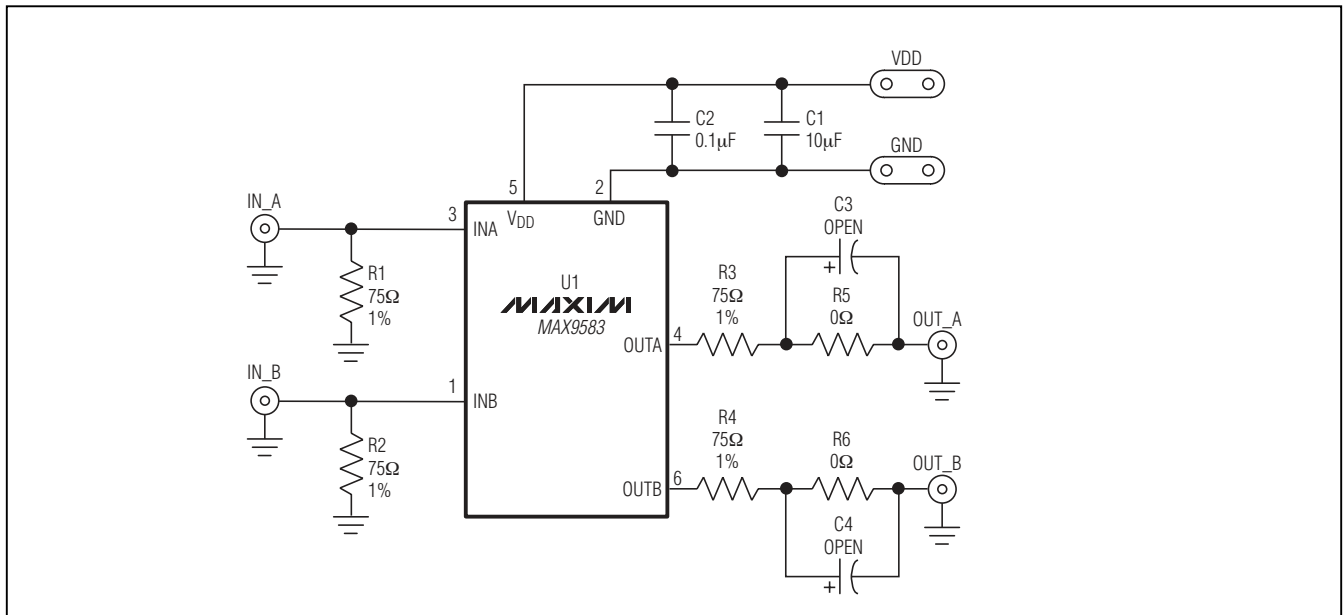 VDD
C2
0.1µF
C1
10µF
GND
5
2
IN_A
3
INA
VDD
GND
R1
75Ω
1%
U1
MAXIM
MAX9583
C3
OPEN
+
R3
75Ω
1%
R5
0Ω
OUT_A
OUTA
4
IN_B
1
INB
R2
75Ω
1%
R4
75Ω
1%
R6
0Ω
OUT_B
OUTB
6
C4
OPEN
+